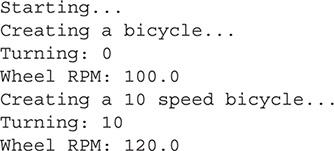 Starting...
Creating a bicycle...
Turning: 0
Wheel RPM: 100.0
Creating a 10 speed bicycle...
Turning: 10
Wheel RPM: 120.0